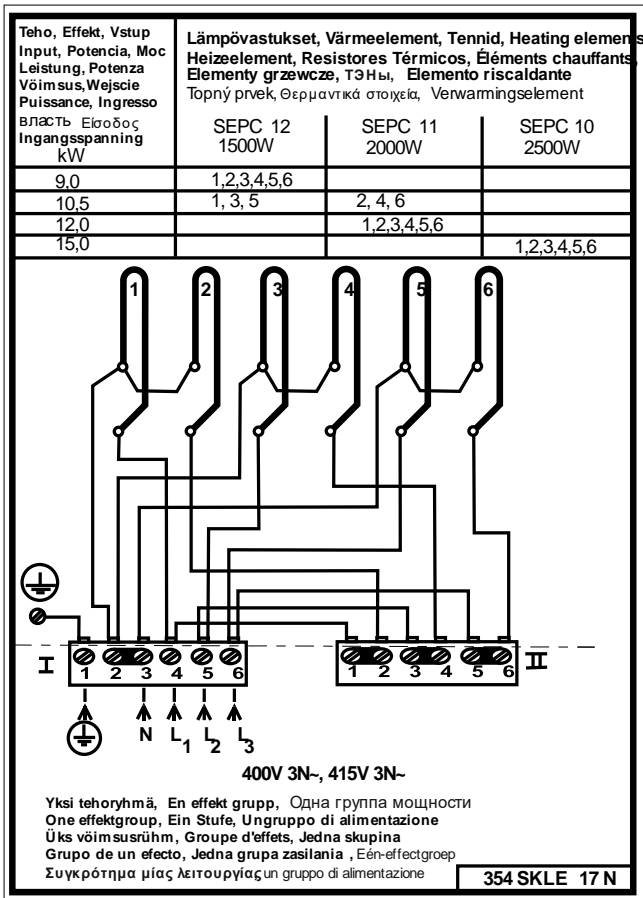 Teho, Effekt, Vstup
Input, Potencia, Moc
Leistung, Potenza
Vöimsus,Wejscie
Puissance, Ingresso
власть Είσοδος
Ingangsspanning
kW
Lämpövastukset, Värmeelement, Tennid, Heating elements
Heizeelement, Resistores Térmicos, Éléments chauffants,
Elementy grzewcze, ТЭНы, Elemento riscaldante
Topný prvek, Θερμαντικά στοιχεία, Verwarmingselement
SEPC 12
1500W
SEPC 11
2000W
SEPC 10
2500W
9,0 1,2,3,4,5,6
10,5 1, 3, 5 2, 4, 6
12,0 1,2,3,4,5,6
15,0 1,2,3,4,5,6
1 2 3 4 5 6
I 1 2 3 4 5 6
1 2 3 4 5 6 II
N L1 L2 L3
400V 3N~, 415V 3N~
Yksi tehoryhmä, En effekt grupp, Одна группа мощности
One effektgroup, Ein Stufe, Ungruppo di alimentazione
Üks vöimsusrühm, Groupe d'effets, Jedna skupina
Grupo de un efecto, Jedna grupa zasilania , Eén-effectgroep
Συγκρότημα μίας λειτουργίας un gruppo di alimentazione
354 SKLE 17 N